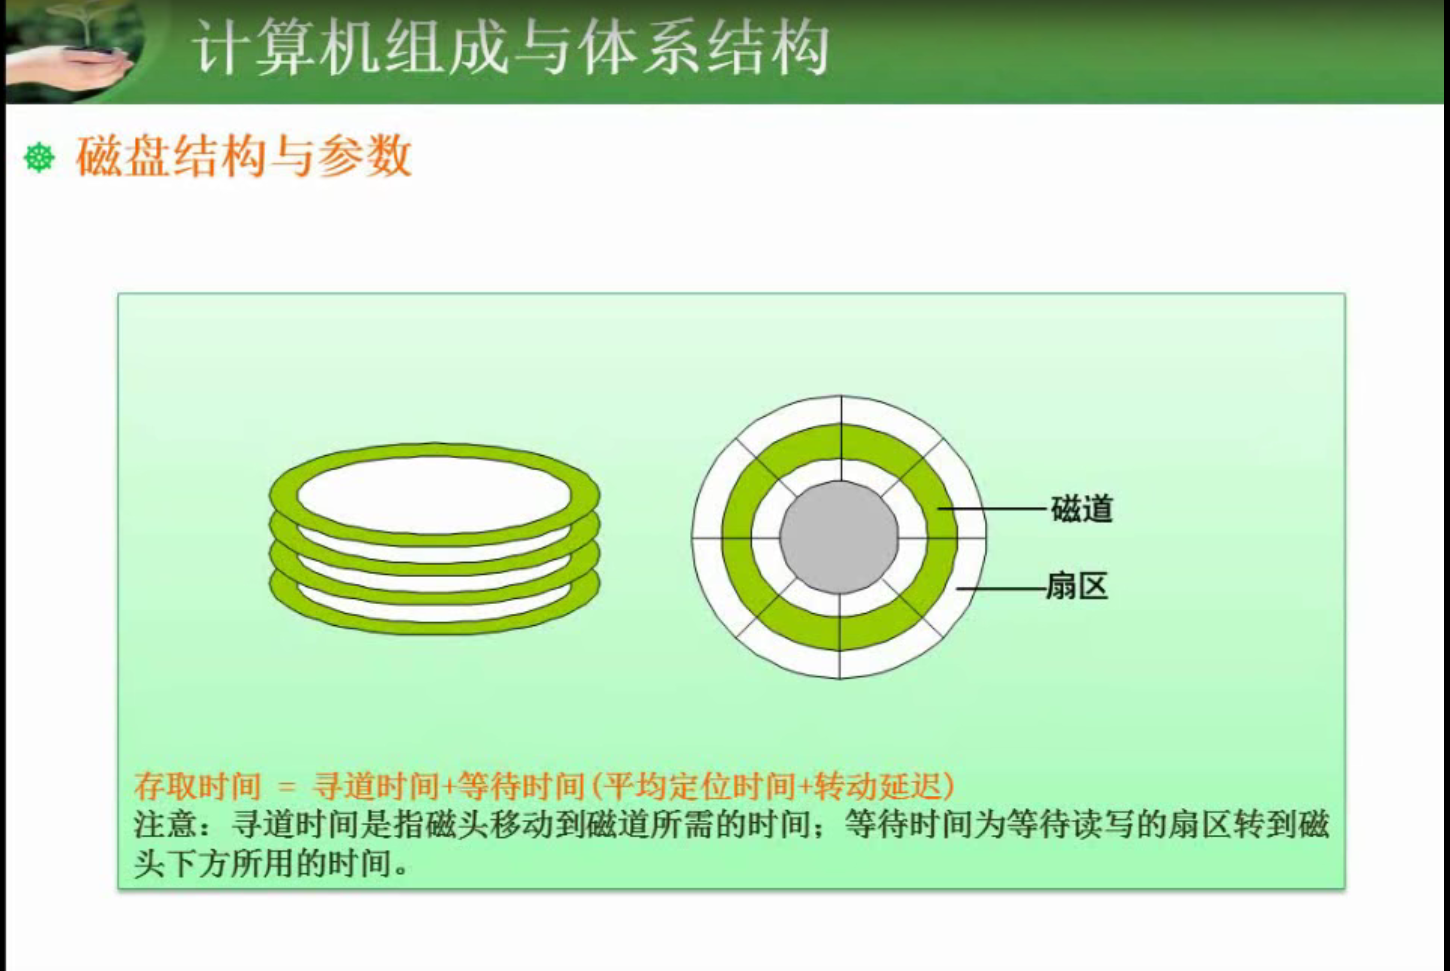 计算机组成与体系结构
磁盘结构与参数
磁道
扇区
存取时间 = 寻道时间+等待时间(平均定位时间+转动延迟)
注意：寻道时间是指磁头移动到磁道所需的时间；等待时间为等待读写的扇区转到磁
头下方所用的时间。